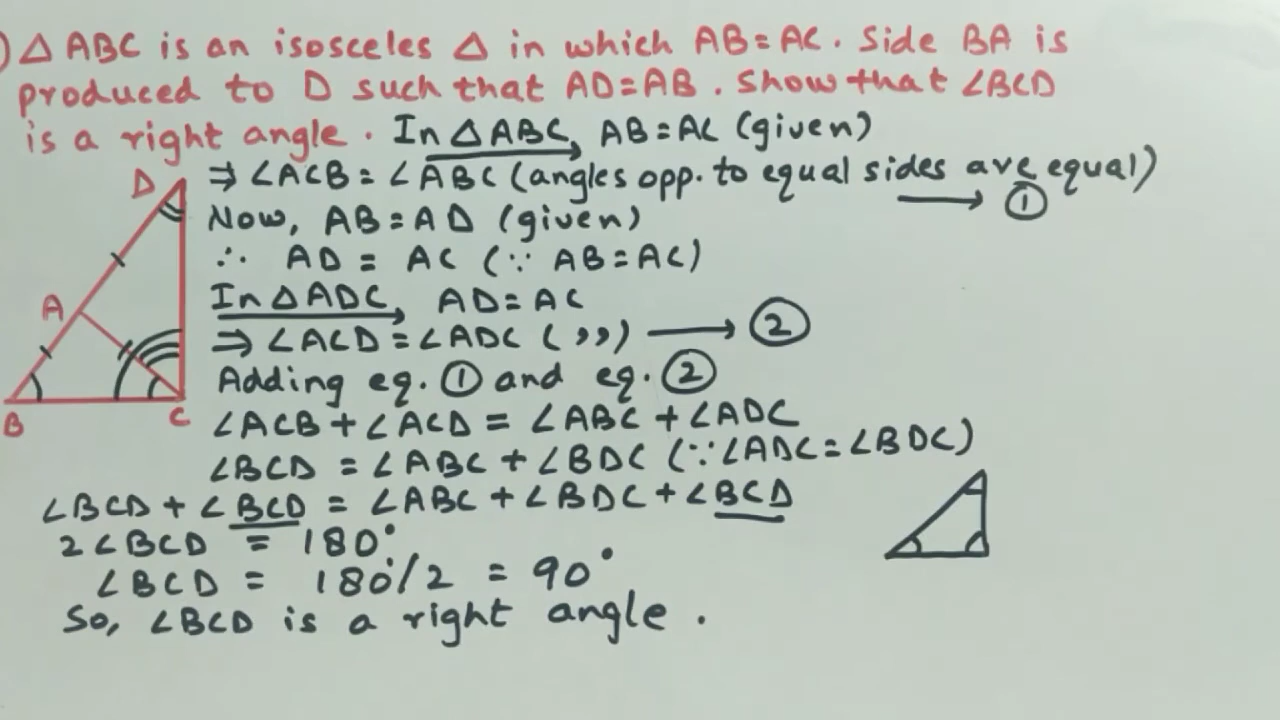 ) △ ABC is an isosceles △ in which AB = AC. Side BA is
produced to D such that AD = AB. Show that ∠BCD
is a right angle. In △ABC, AB = AC (given)
⇒ ∠ACB = ∠ABC (angles opp. to equal sides are equal)
→ ①
Now, AB = AD (given)
∴ AD = AC (∵ AB = AC)
In △ADC, AD = AC
⇒ ∠ACD = ∠ADC ( ,, ) → ②
Adding eq. ① and eq. ②
∠ACB + ∠ACD = ∠ABC + ∠ADC
∠BCD = ∠ABC + ∠BDC (∵ ∠ADC = ∠BDC)
∠BCD + ∠BCD = ∠ABC + ∠BDC + ∠BCD
2∠BCD = 180°
∠BCD = 180°/2 = 90°
So, ∠BCD is a right angle.
D
A
B
C